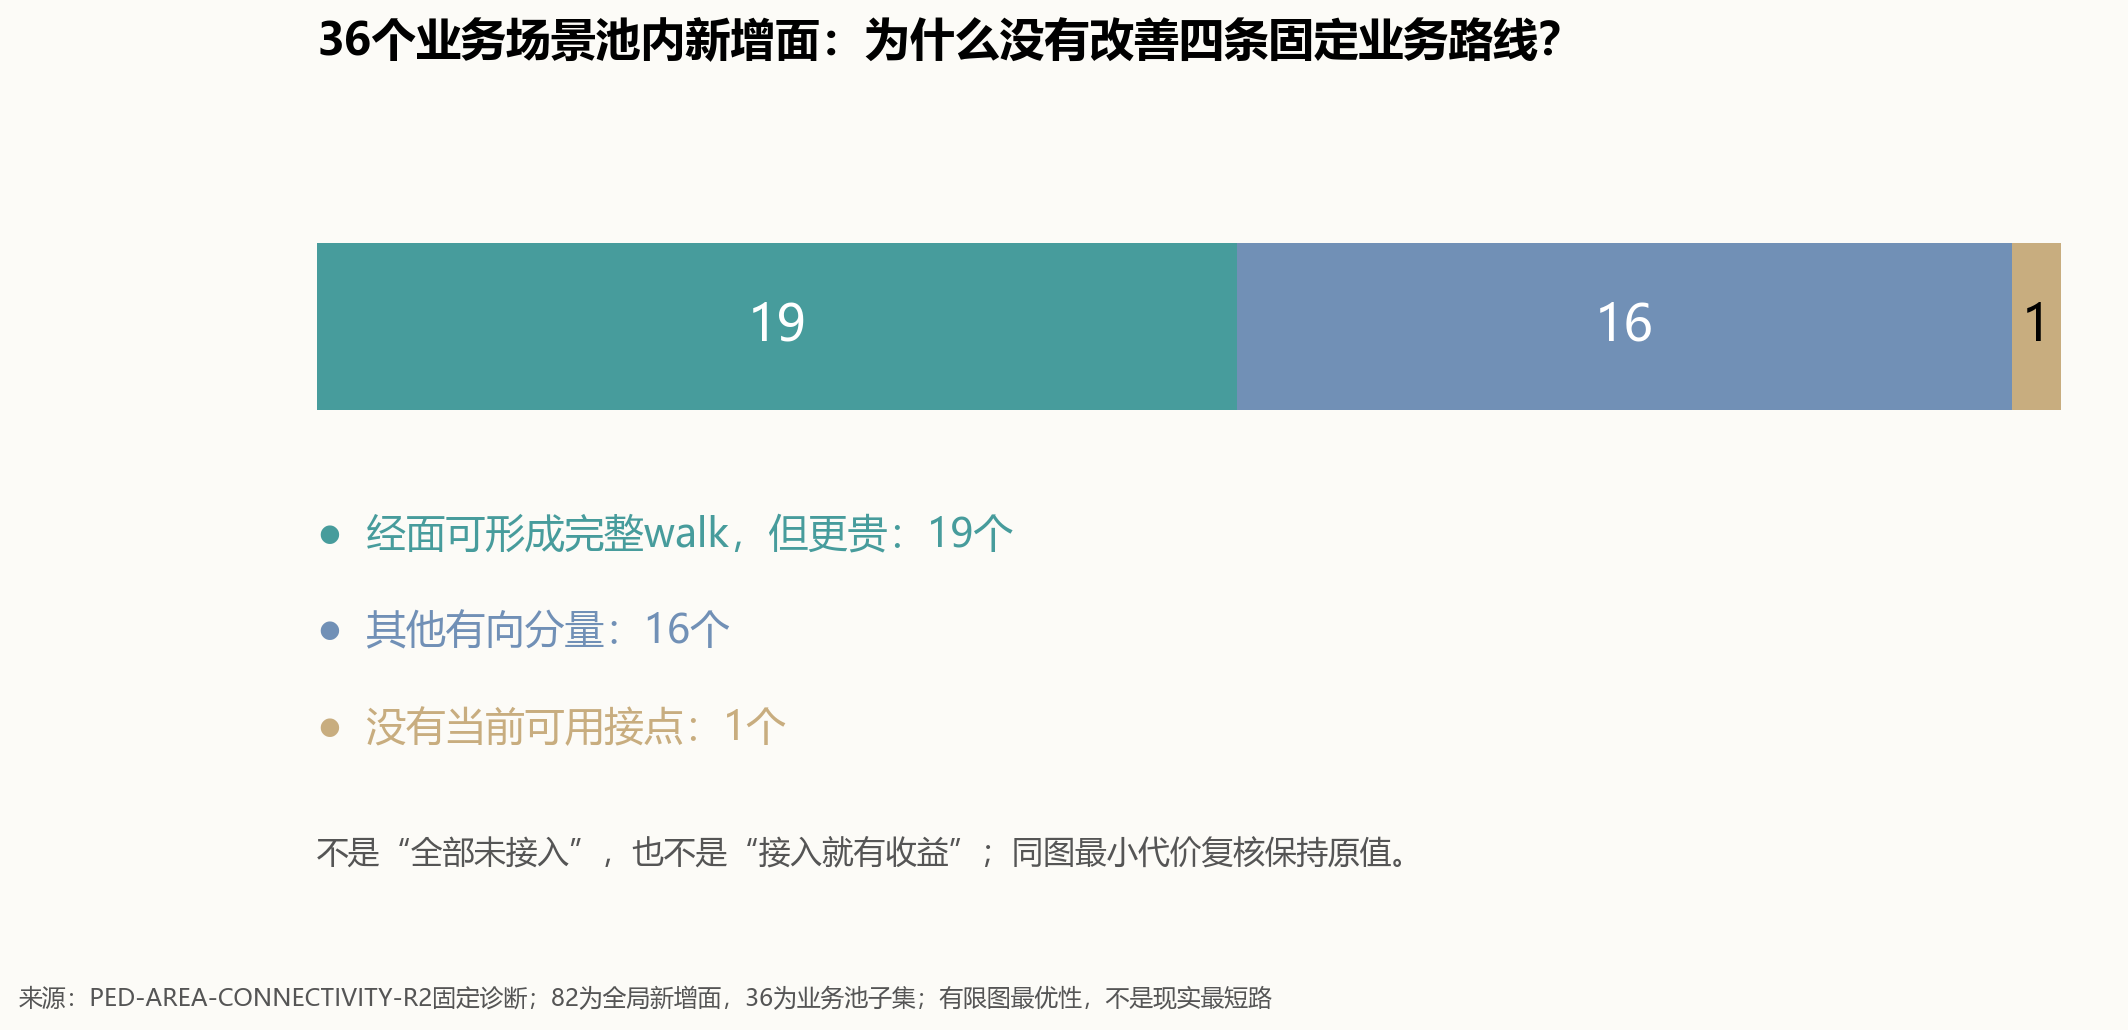 36个业务场景池内新增面：为什么没有改善四条固定业务路线？
19
16
1
经面可形成完整walk，但更贵：19个
其他有向分量：16个
没有当前可用接点：1个
不是“全部未接入”，也不是“接入就有收益”；同图最小代价复核保持原值。
来源：PED-AREA-CONNECTIVITY-R2固定诊断；82为全局新增面，36为业务池子集；有限图最优性，不是现实最短路